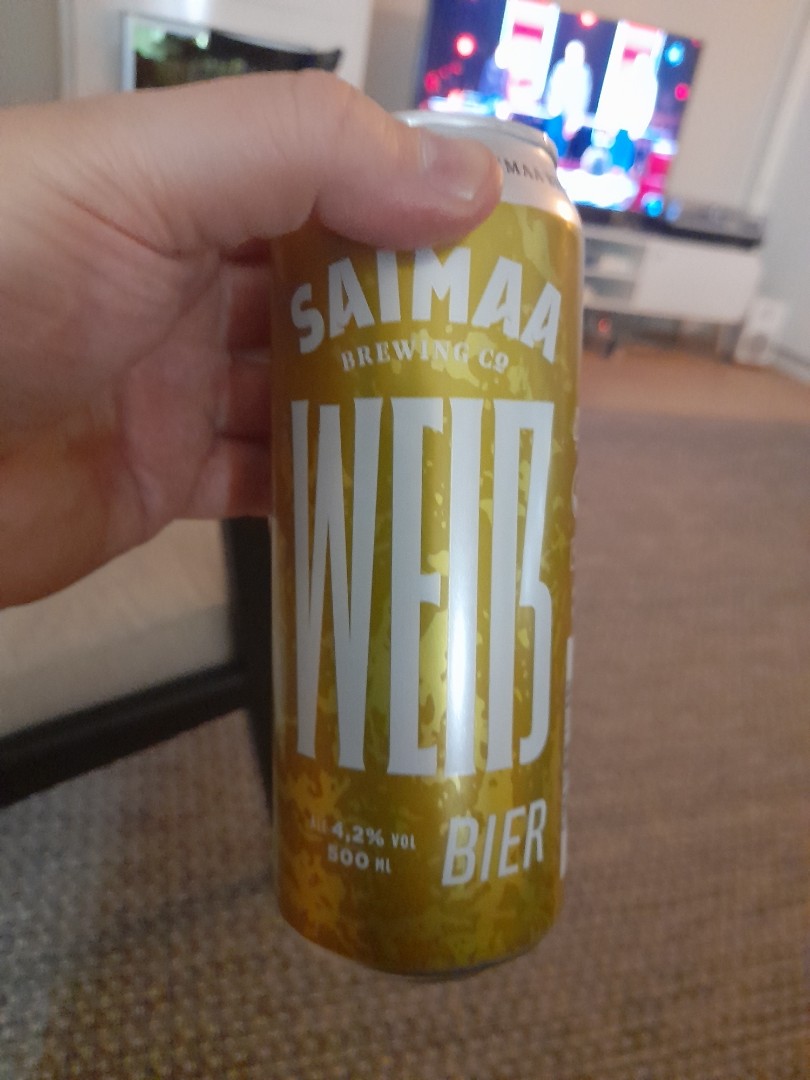 SAIMAA
BREWING CO
WEIẞ
BIER
4,2% VOL
500 ML